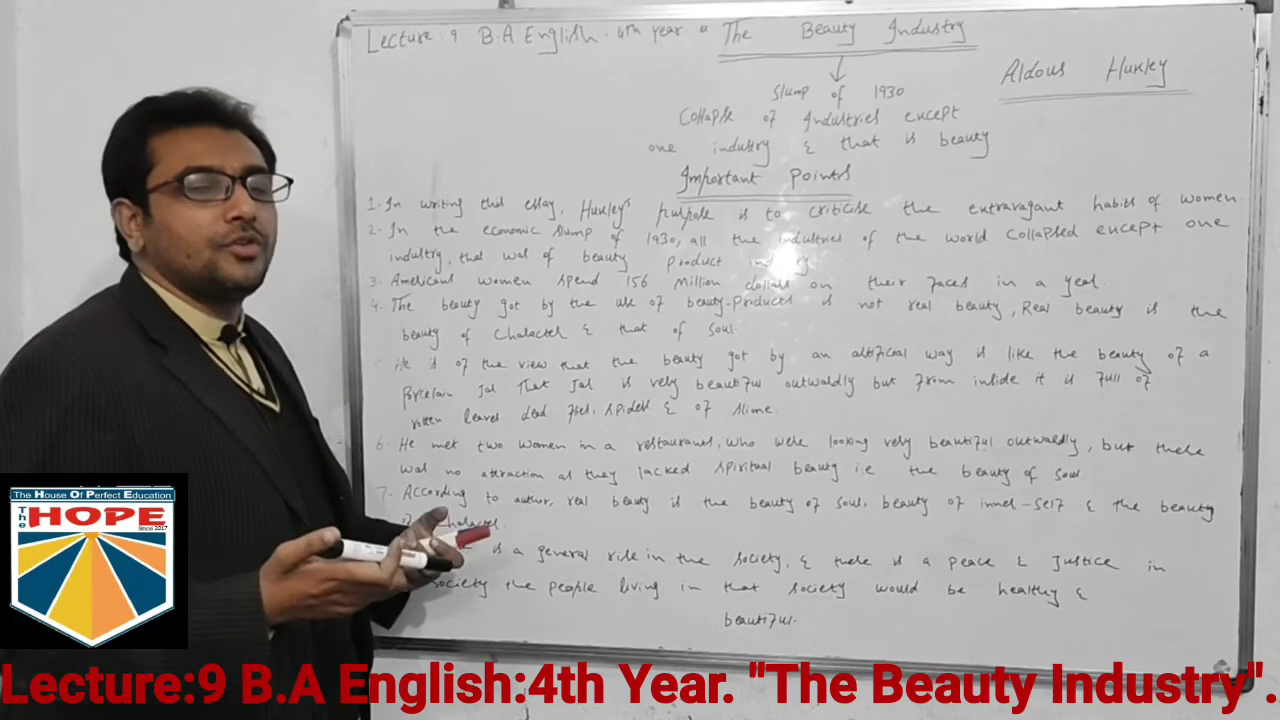 Lecture: 9 B.A English. 4th year. "The Beauty Industry
Aldous Huxley
Slump of 1930
Collapse of Industries except
one industry & that is beauty
Important Points
1. In writing this essay, Huxley's purpose is to criticise the extravagant habits of women.
2. In the economic slump of 1930, all the industries of the world collapsed except one
industry, that was of beauty product industry.
3. Americans women spend 156 Million dollars on their faces in a year.
4. The beauty got by the use of beauty-products is not real beauty, Real beauty is the
beauty of character & that of soul.
He is of the view that the beauty got by an artificial way is like the beauty of a
Porcelain Jar. That Jar is very beautiful outwardly but from inside it is full of
rotten leaves dead flies, spiders & of slime.
6. He met two women in a restaurant, who were looking very beautiful outwardly, but there
was no attraction as they lacked spiritual beauty i.e the beauty of soul
7. According to author, real beauty is the beauty of soul, beauty of inner-self & the beauty
of character.
is a general rise in the society, & there is a peace & Justice in
society the people living in that society would be healthy &
beautiful.
The House Of Perfect Education
The HOPE
Since 2017
Lecture:9 B.A English:4th Year. "The Beauty Industry".